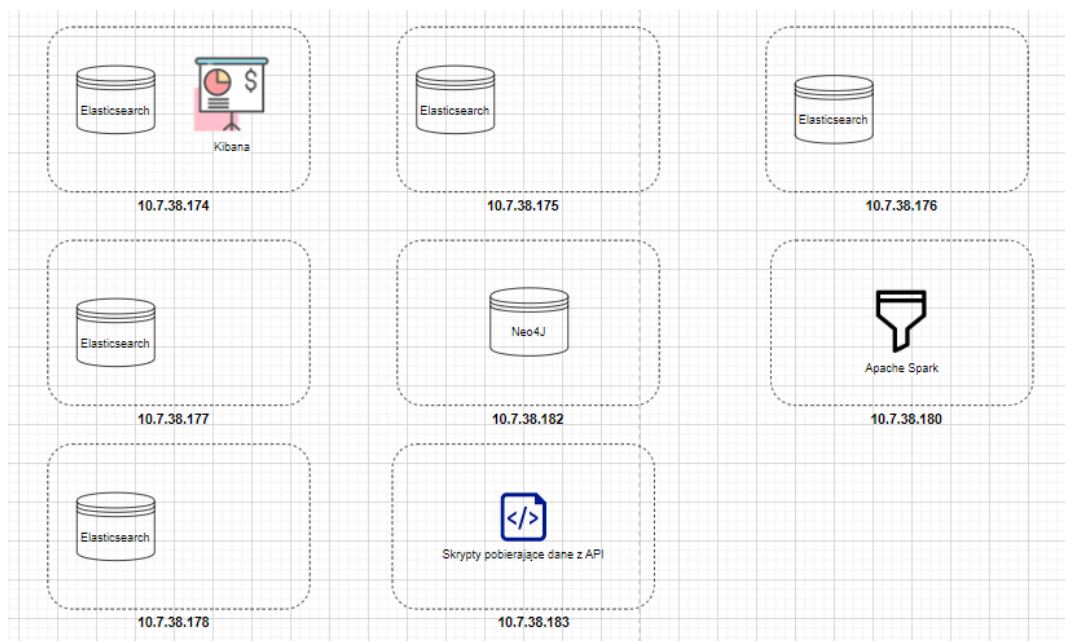 Elasticsearch
Kibana
10.7.38.174
Elasticsearch
10.7.38.175
Elasticsearch
10.7.38.176
Elasticsearch
10.7.38.177
Neo4J
10.7.38.182
Apache Spark
10.7.38.180
Elasticsearch
10.7.38.178
Skrypty pobierające dane z API
10.7.38.183